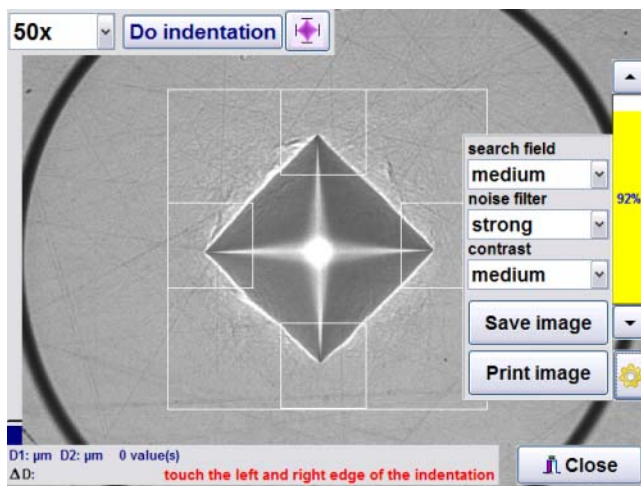 50x Do indentation
search field
medium
92%
noise filter
strong
contrast
medium
Save image
Print image
D1: µm D2: µm 0 value(s)
ΔD: touch the left and right edge of the indentation
Close